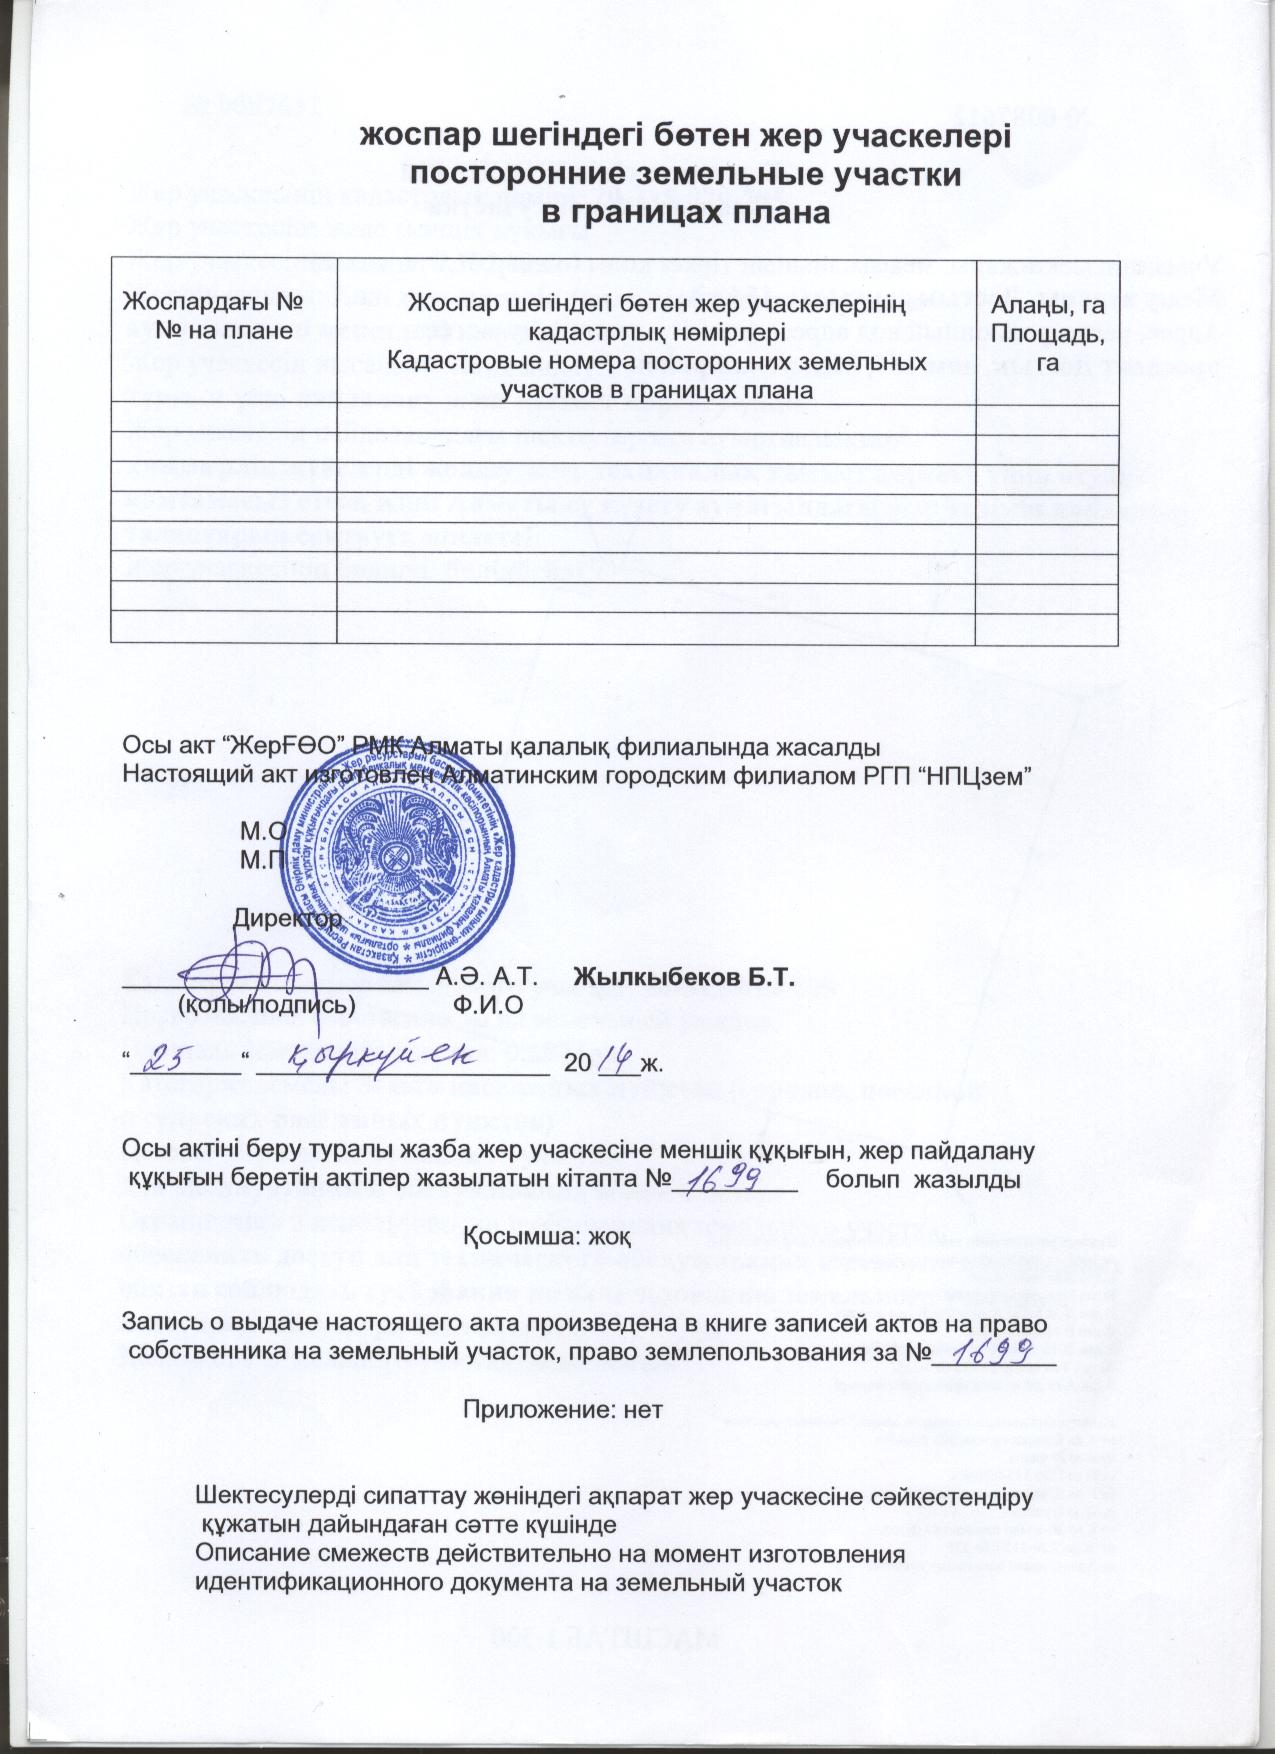 жоспар шегіндегі бөтен жер учаскелері
посторонние земельные участки
в границах плана
Жоспардағы №
№ на плане
Жоспар шегіндегі бөтен жер учаскелерінің
кадастрлық нөмірлері
Кадастровые номера посторонних земельных
участков в границах плана
Алаңы, га
Площадь,
га
Осы акт “ЖерҒӨО” РМК Алматы қалалық филиалында жасалды
Настоящий акт изготовлен Алматинским городским филиалом РГП “НПЦзем”
М.О
М.П
Директор
А.Ә. А.Т. Жылкыбеков Б.Т.
(қолы/подпись) Ф.И.О
“ 25 “ қыркүйек 2014 ж.
Осы актіні беру туралы жазба жер учаскесіне меншік құқығын, жер пайдалану
құқығын беретін актілер жазылатын кітапта № 1699 болып жазылды
Қосымша: жоқ
Запись о выдаче настоящего акта произведена в книге записей актов на право
собственника на земельный участок, право землепользования за № 1699
Приложение: нет
Шектесулерді сипаттау жөніндегі ақпарат жер учаскесіне сәйкестендіру
құжатын дайындаған сәтте күшінде
Описание смежеств действительно на момент изготовления
идентификационного документа на земельный участок
МАСШТАБ 1:500